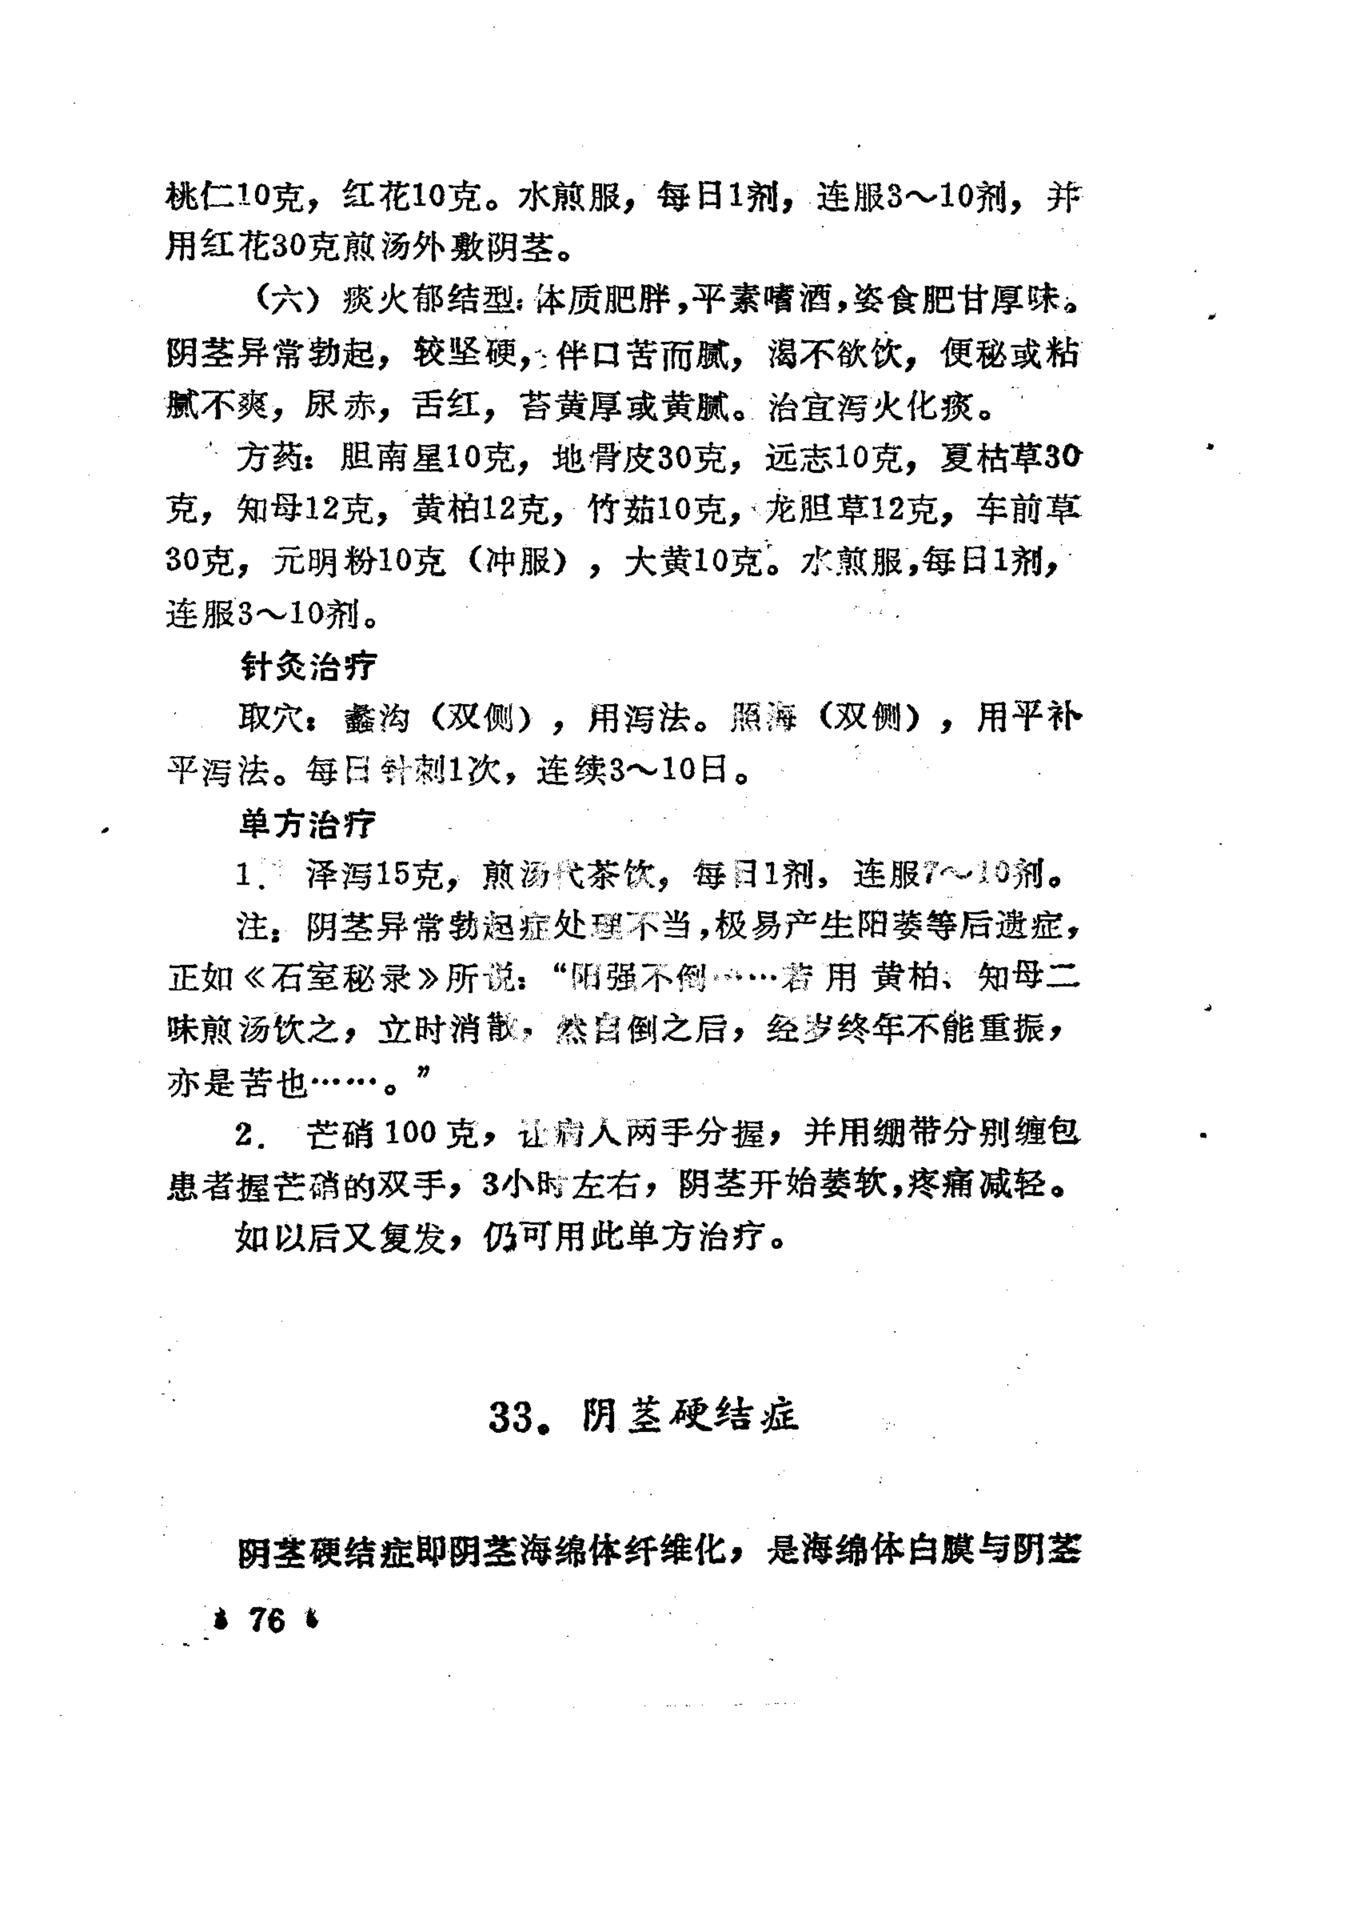 桃仁10克，红花10克。水煎服，每日1剂，连服3～10剂，并
用红花30克煎汤外敷阴茎。
（六）痰火郁结型：体质肥胖，平素嗜酒，姿食肥甘厚味。
阴茎异常勃起，较坚硬，伴口苦而腻，渴不欲饮，便秘或粘
腻不爽，尿赤，舌红，苔黄厚或黄腻。治宜泻火化痰。
方药：胆南星10克，地骨皮30克，远志10克，夏枯草30
克，知母12克，黄柏12克，竹茹10克，龙胆草12克，车前草
30克，元明粉10克（冲服），大黄10克。水煎服，每日1剂，
连服3～10剂。
针灸治疗
取穴：蠡沟（双侧），用泻法。照海（双侧），用平补
平泻法。每日针刺1次，连续3～10日。
单方治疗
1. 泽泻15克，煎汤代茶饮，每日1剂，连服7～10剂。
注：阴茎异常勃起症处理不当，极易产生阳萎等后遗症，
正如《石室秘录》所说：“阳强不倒……若用黄柏、知母二
味煎汤饮之，立时消散，然自倒之后，经岁终年不能重振，
亦是苦也……。”
2. 芒硝100克，让病人两手分握，并用绷带分别缠包
患者握芒硝的双手，3小时左右，阴茎开始萎软，疼痛减轻。
如以后又复发，仍可用此单方治疗。
33. 阴茎硬结症
阴茎硬结症即阴茎海绵体纤维化，是海绵体白膜与阴茎
76